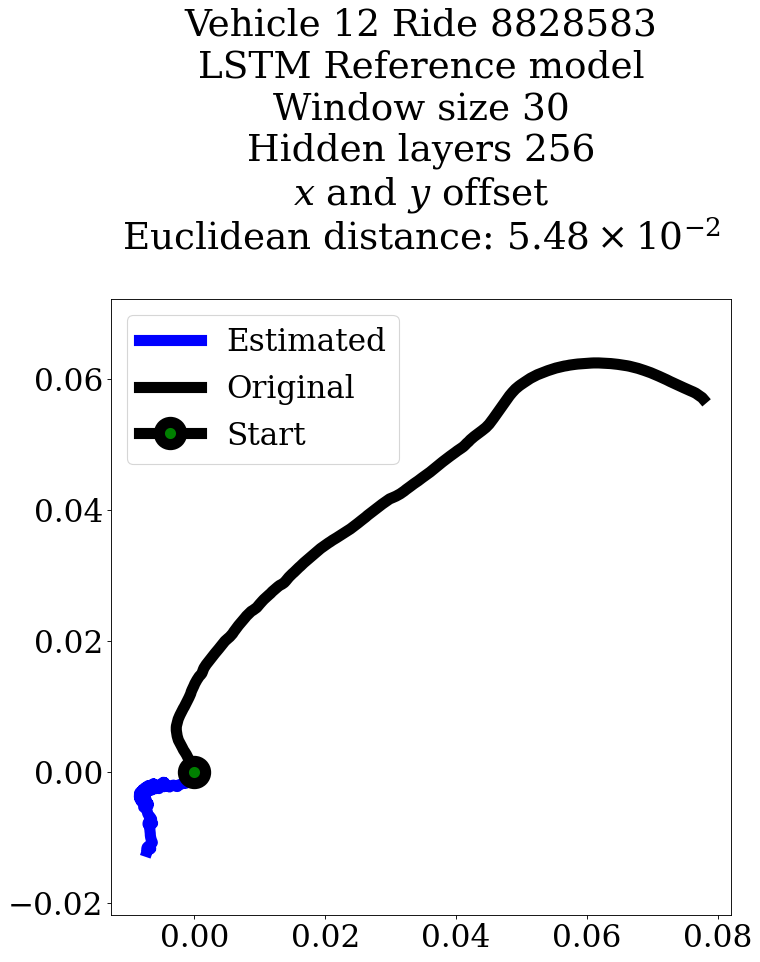 Vehicle 12 Ride 8828583
LSTM Reference model
Window size 30
Hidden layers 256
x and y offset
Euclidean distance: 5.48 × 10⁻²
Estimated
Original
Start
0.06
0.04
0.02
0.00
−0.02
0.00 0.02 0.04 0.06 0.08